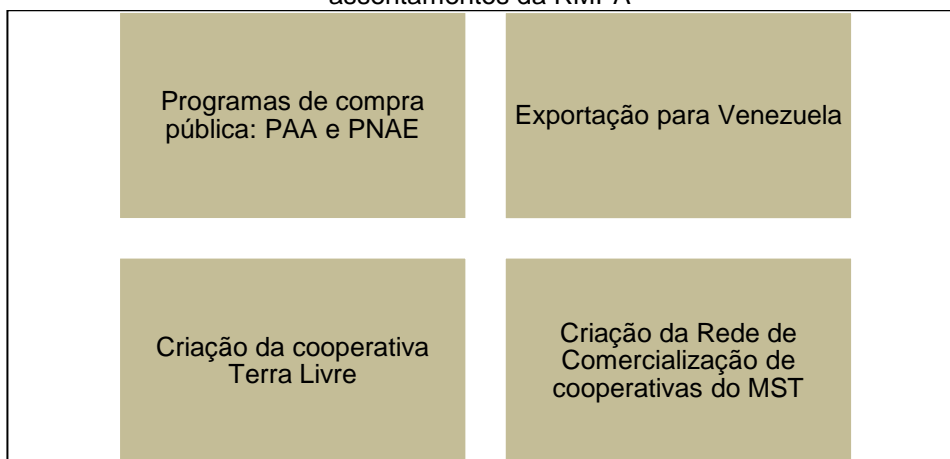 assentamentos da RMPA
Programas de compra
pública: PAA e PNAE
Exportação para Venezuela
Criação da cooperativa
Terra Livre
Criação da Rede de
Comercialização de
cooperativas do MST